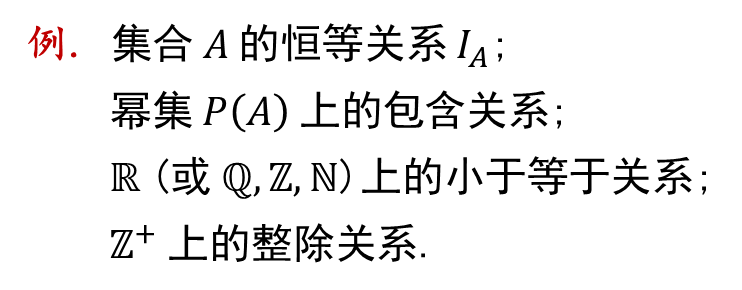 例. 集合 A 的恒等关系 I_A;
幂集 P(A) 上的包含关系;
ℝ (或 ℚ, ℤ, ℕ) 上的小于等于关系;
ℤ⁺ 上的整除关系.